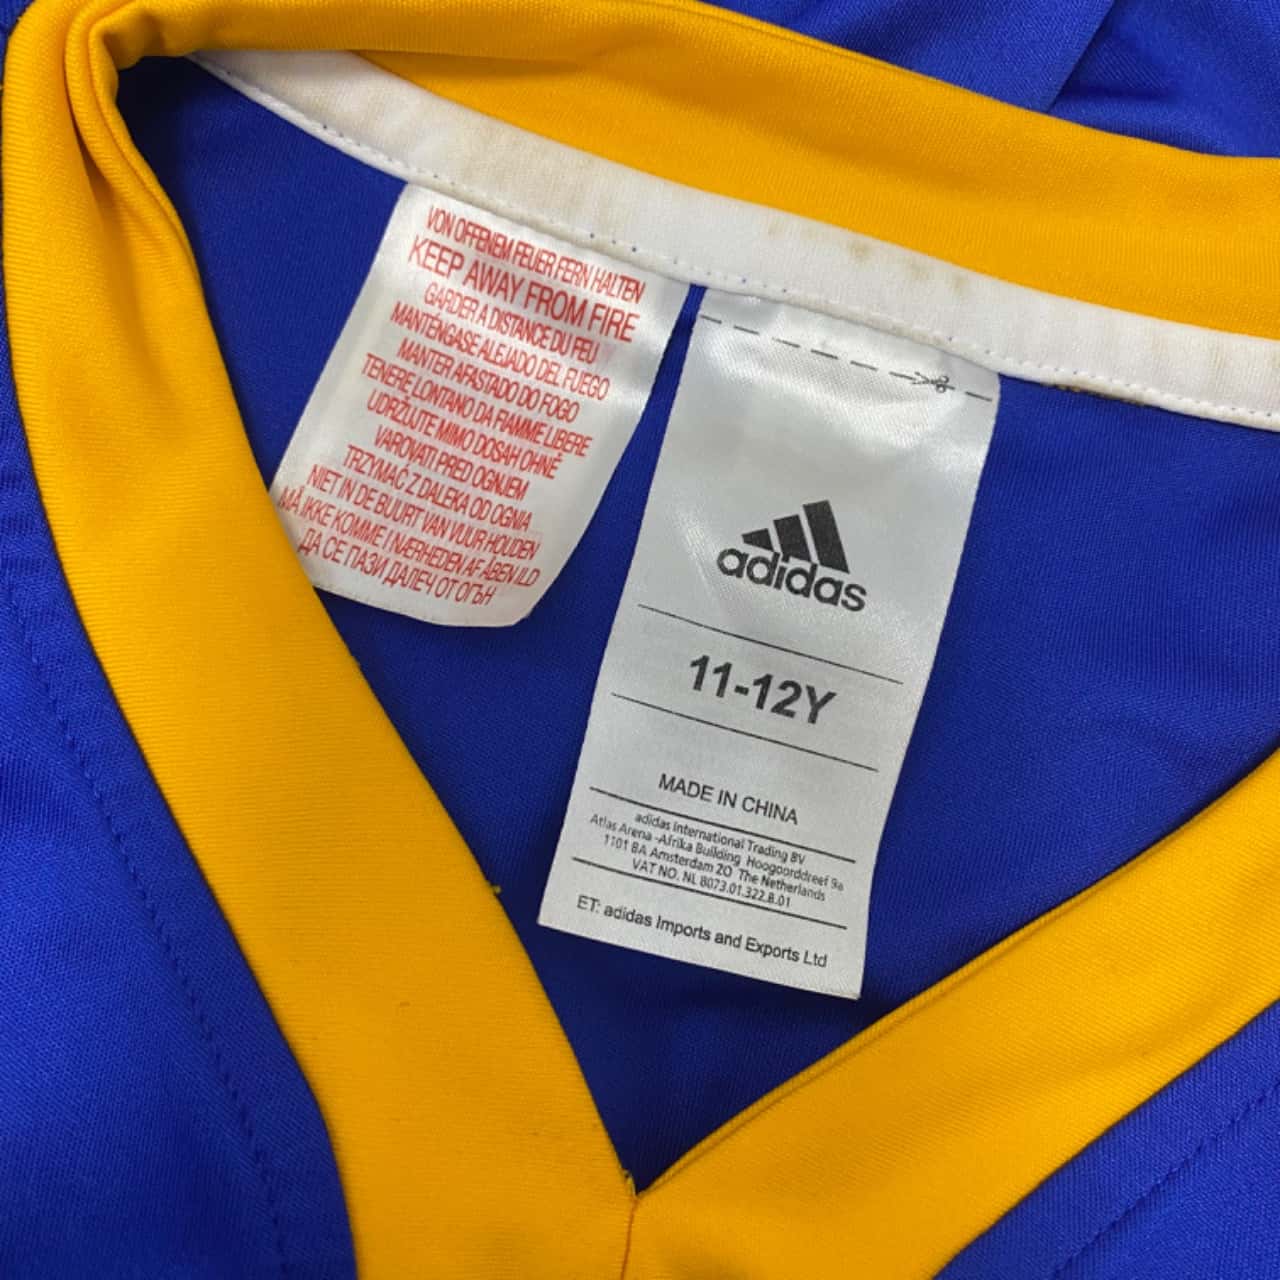 VON OFFENEM FEUER FERN HALTEN
KEEP AWAY FROM FIRE
GARDER A DISTANCE DU FEU
MANTÉNGASE ALEJADO DEL FUEGO
MANTER AFASTADO DO FOGO
TENERE LONTANO DA FIAMME LIBERE
UDRŽUJTE MIMO DOSAH OHNĚ
VAROVATI PRED OGNJEM
TRZYMAĆ Z DALEKA OD OGNIA
NIET IN DE BUURT VAN VUUR HOUDEN
MÅ IKKE KOMME I NÆRHEDEN AF ÅBEN ILD
ДА СЕ ПАЗИ ДАЛЕЧ ОТ ОГЪН
adidas
11-12Y
MADE IN CHINA
adidas International Trading BV
Atlas Arena -Afrika Building Hoogoorddreef 9a
1101 BA Amsterdam ZO The Netherlands
VAT NO. NL 8073.01.322.B.01
ET: adidas Imports and Exports Ltd